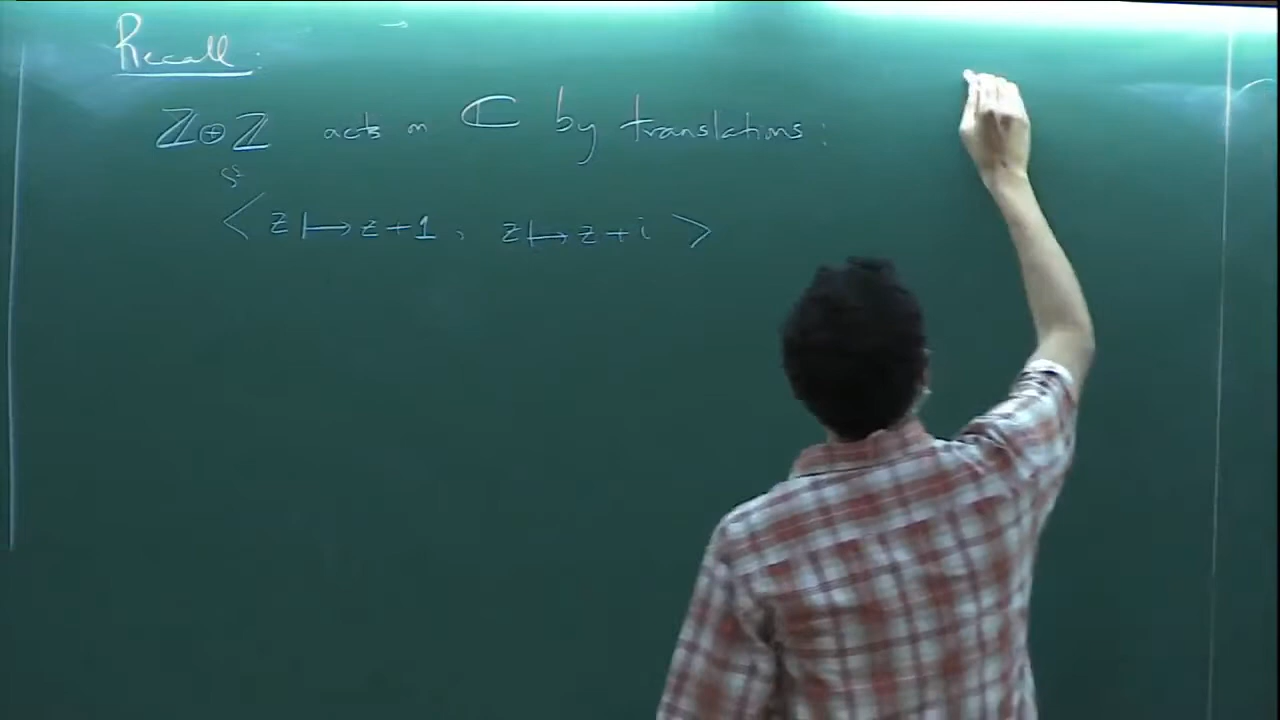 Recall:
→
ℤ⊕ℤ acts on ℂ by translations:
≅
< z ↦ z+1, z ↦ z+i >